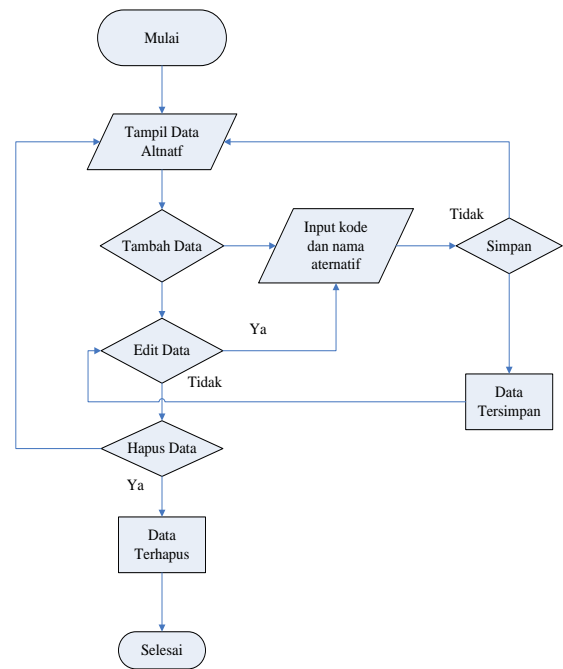 Mulai
Tampil Data
Altnatf
Tambah Data
Input kode
dan nama
aternatif
Tidak
Simpan
Edit Data
Ya
Tidak
Data
Tersimpan
Hapus Data
Ya
Data
Terhapus
Selesai